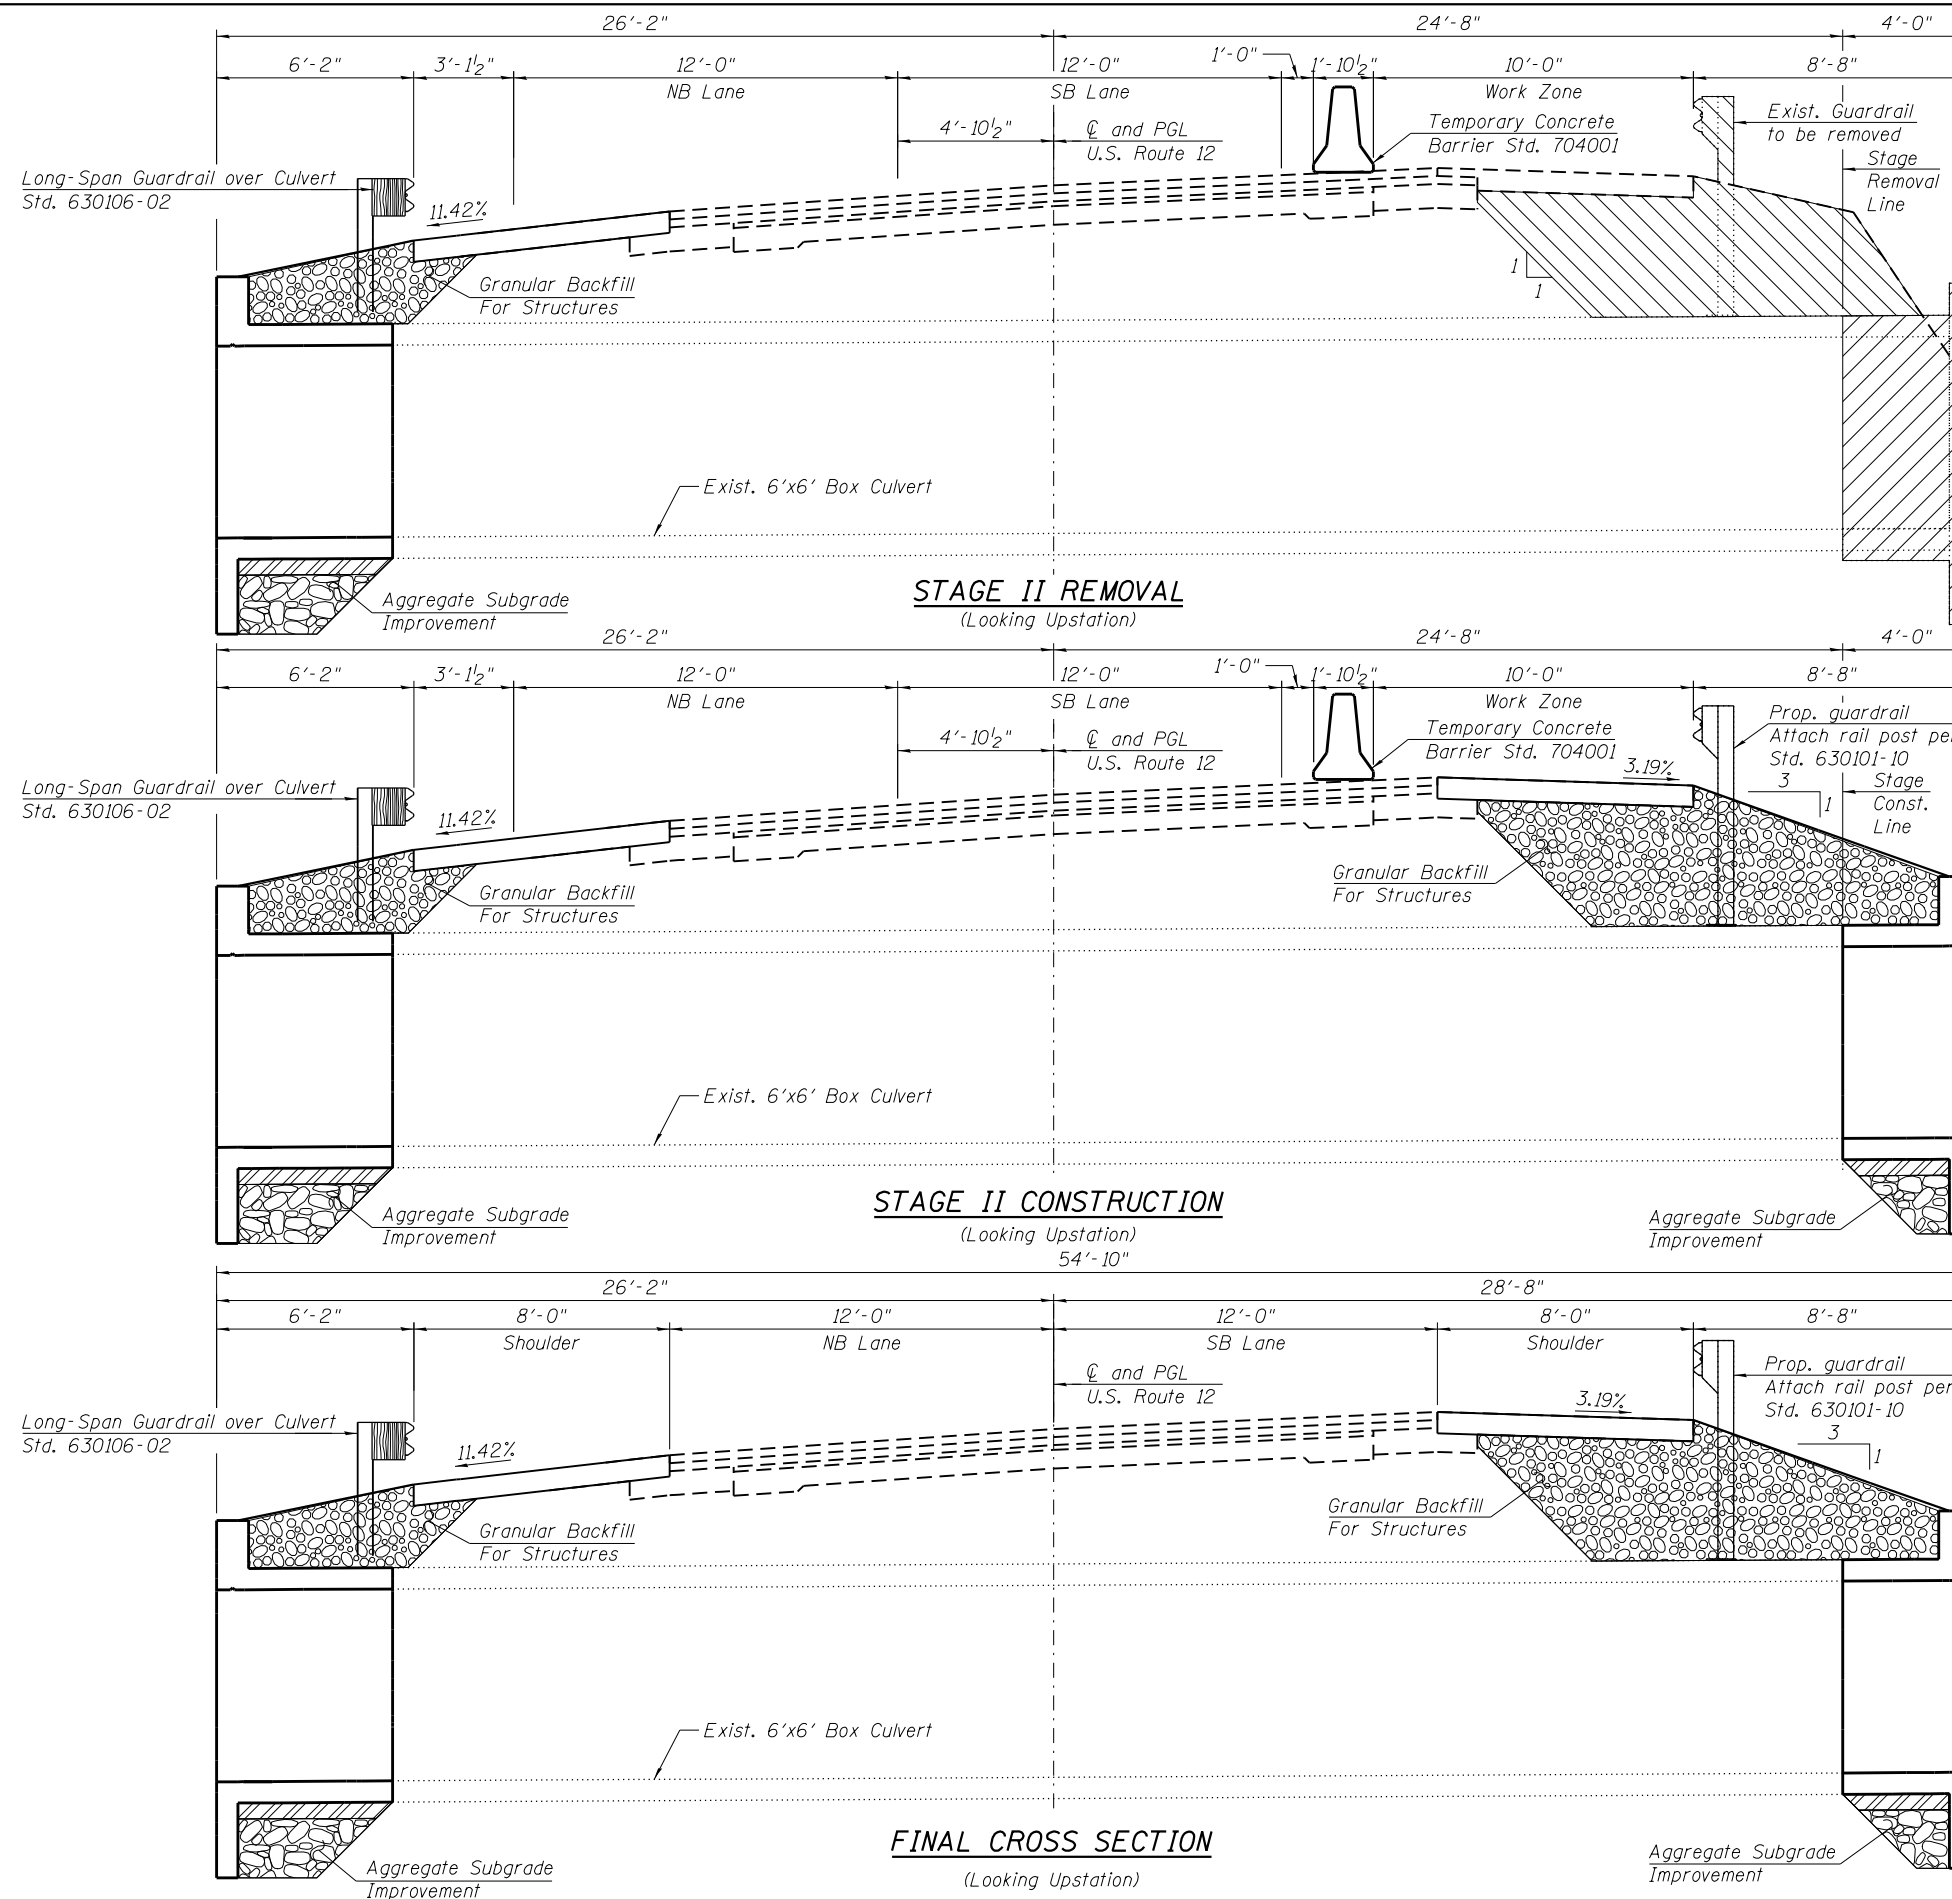 26'-2"
24'-8"
4'-0"
6'-2"
3'-1½"
12'-0"
12'-0"
1'-0"
1'-10½"
10'-0"
8'-8"
NB Lane
SB Lane
Work Zone
4'-10½"
℄ and PGL
U.S. Route 12
Temporary Concrete
Barrier Std. 704001
Exist. Guardrail
to be removed
Stage
Removal
Line
Long-Span Guardrail over Culvert
Std. 630106-02
11.42%
Granular Backfill
For Structures
1
1
Exist. 6'x6' Box Culvert
Aggregate Subgrade
Improvement
STAGE II REMOVAL
(Looking Upstation)
26'-2"
24'-8"
4'-0"
6'-2"
3'-1½"
12'-0"
12'-0"
1'-0"
1'-10½"
10'-0"
8'-8"
NB Lane
SB Lane
Work Zone
4'-10½"
℄ and PGL
U.S. Route 12
Temporary Concrete
Barrier Std. 704001
Prop. guardrail
Attach rail post per
Std. 630101-10
3.19%
3
1
Stage
Const.
Line
Long-Span Guardrail over Culvert
Std. 630106-02
11.42%
Granular Backfill
For Structures
Granular Backfill
For Structures
Exist. 6'x6' Box Culvert
Aggregate Subgrade
Improvement
Aggregate Subgrade
Improvement
STAGE II CONSTRUCTION
(Looking Upstation)
54'-10"
26'-2"
28'-8"
6'-2"
8'-0"
12'-0"
12'-0"
8'-0"
8'-8"
Shoulder
NB Lane
SB Lane
Shoulder
℄ and PGL
U.S. Route 12
Prop. guardrail
Attach rail post per
Std. 630101-10
3.19%
3
1
Long-Span Guardrail over Culvert
Std. 630106-02
11.42%
Granular Backfill
For Structures
Granular Backfill
For Structures
Exist. 6'x6' Box Culvert
Aggregate Subgrade
Improvement
Aggregate Subgrade
Improvement
FINAL CROSS SECTION
(Looking Upstation)